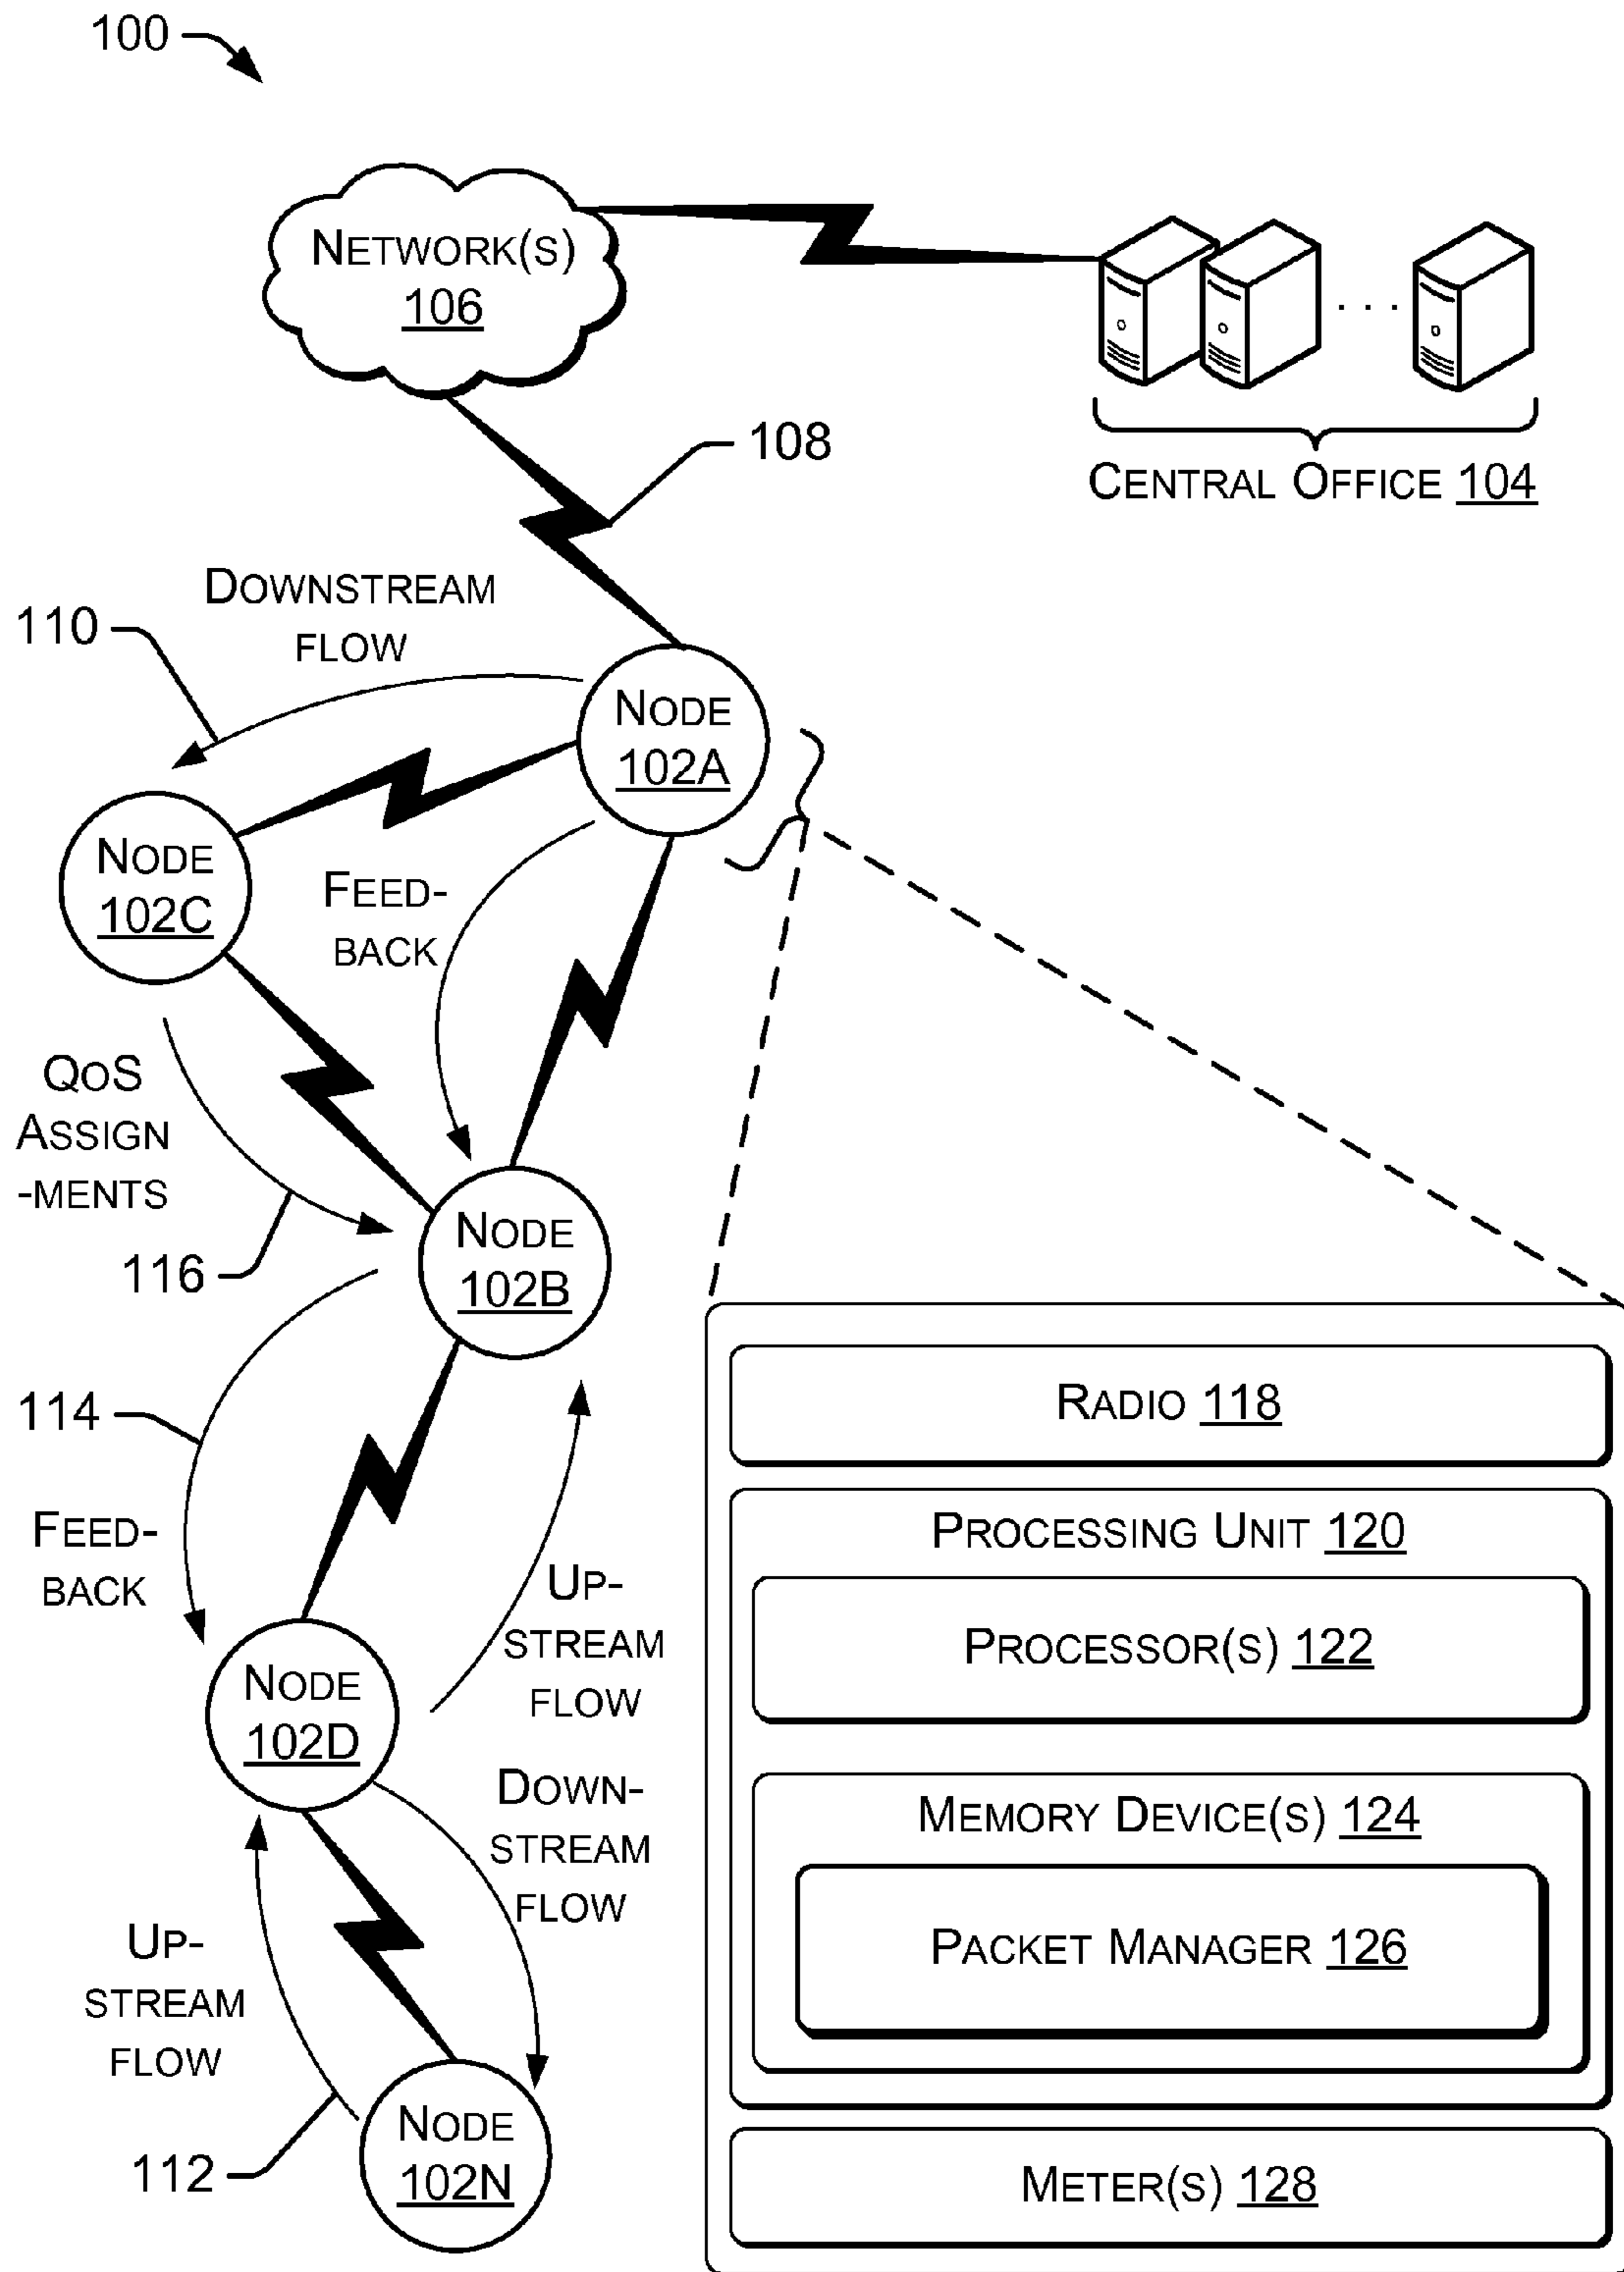 100
NETWORK(S)
106
108
CENTRAL OFFICE 104
DOWNSTREAM
FLOW
110
NODE
102A
NODE
102C
FEED-
BACK
QOS
ASSIGN
-MENTS
116
NODE
102B
114
FEED-
BACK
UP-
STREAM
FLOW
NODE
102D
DOWN-
STREAM
FLOW
UP-
STREAM
FLOW
112
NODE
102N
RADIO 118
PROCESSING UNIT 120
PROCESSOR(S) 122
MEMORY DEVICE(S) 124
PACKET MANAGER 126
METER(S) 128